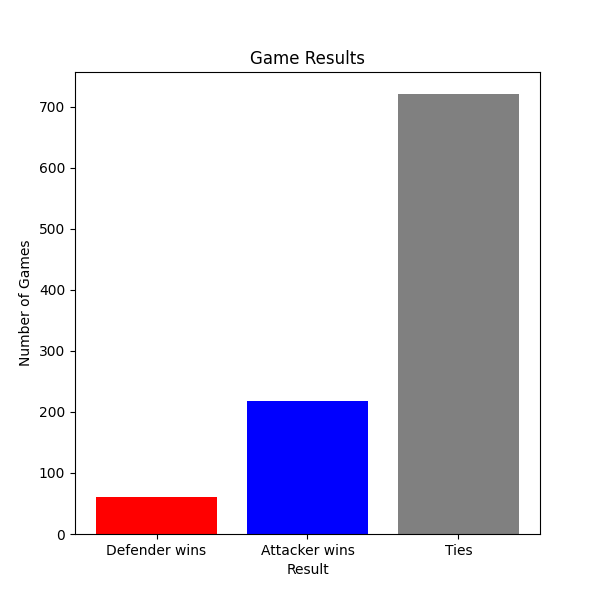 Game Results
700
600
500
400
300
200
100
0
Number of Games
Defender wins
Attacker wins
Ties
Result